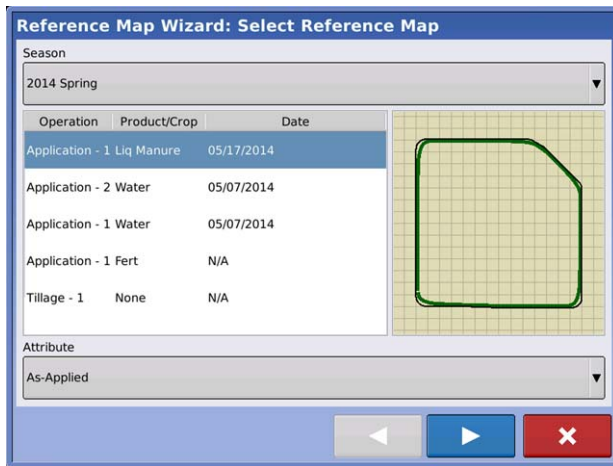 Reference Map Wizard: Select Reference Map
Season
2014 Spring
Operation Product/Crop Date
Application - 1 Liq Manure 05/17/2014
Application - 2 Water 05/07/2014
Application - 1 Water 05/07/2014
Application - 1 Fert N/A
Tillage - 1 None N/A
Attribute
As-Applied